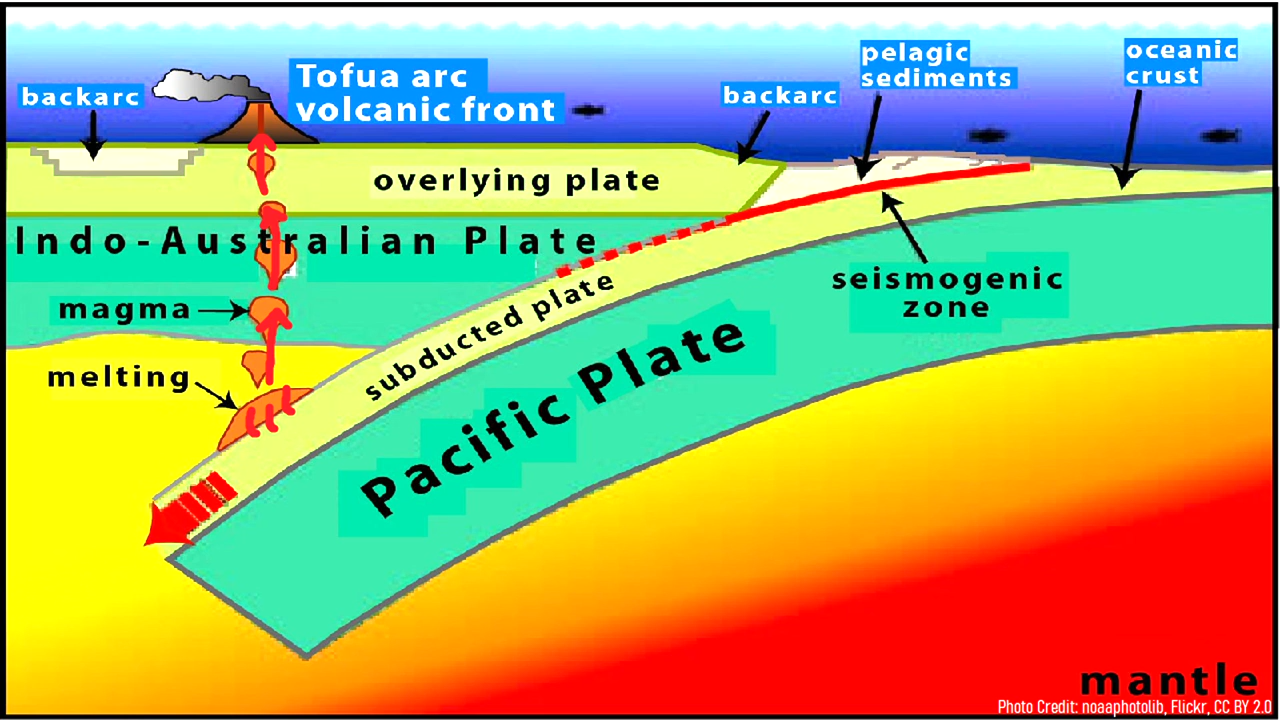 backarc
Tofua arc
volcanic front
backarc
pelagic
sediments
oceanic
crust
overlying plate
Indo-Australian Plate
magma
melting
subducted plate
seismogenic
zone
Pacific Plate
mantle
Photo Credit: noaaphotolib, Flickr, CC BY 2.0